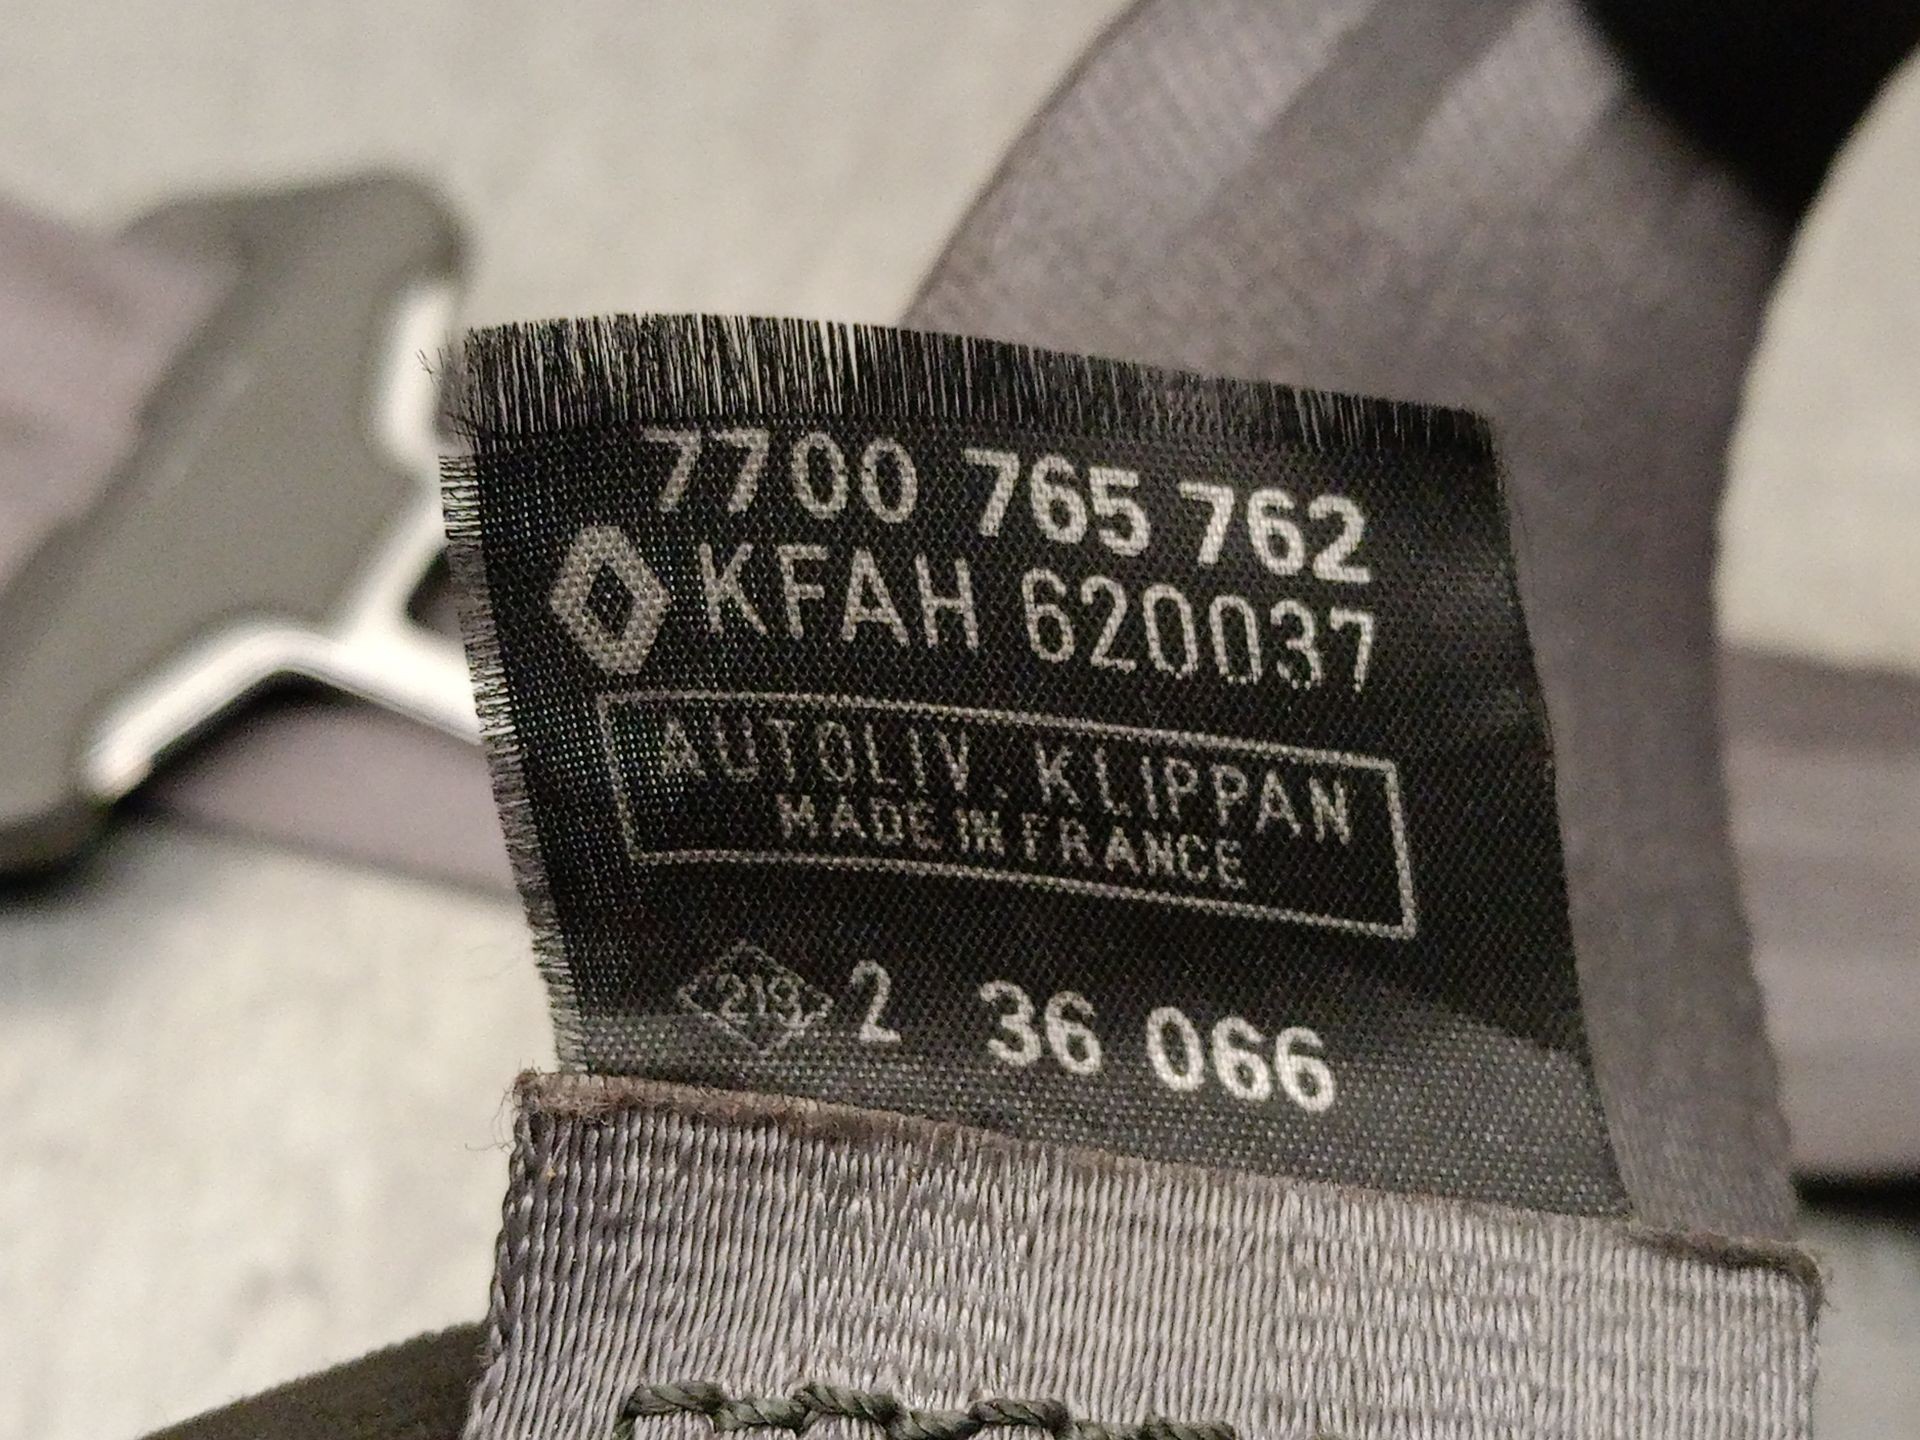 7700 765 762
KFAH 620037
AUTOLIV. KLIPPAN
MADE IN FRANCE
2 36 066